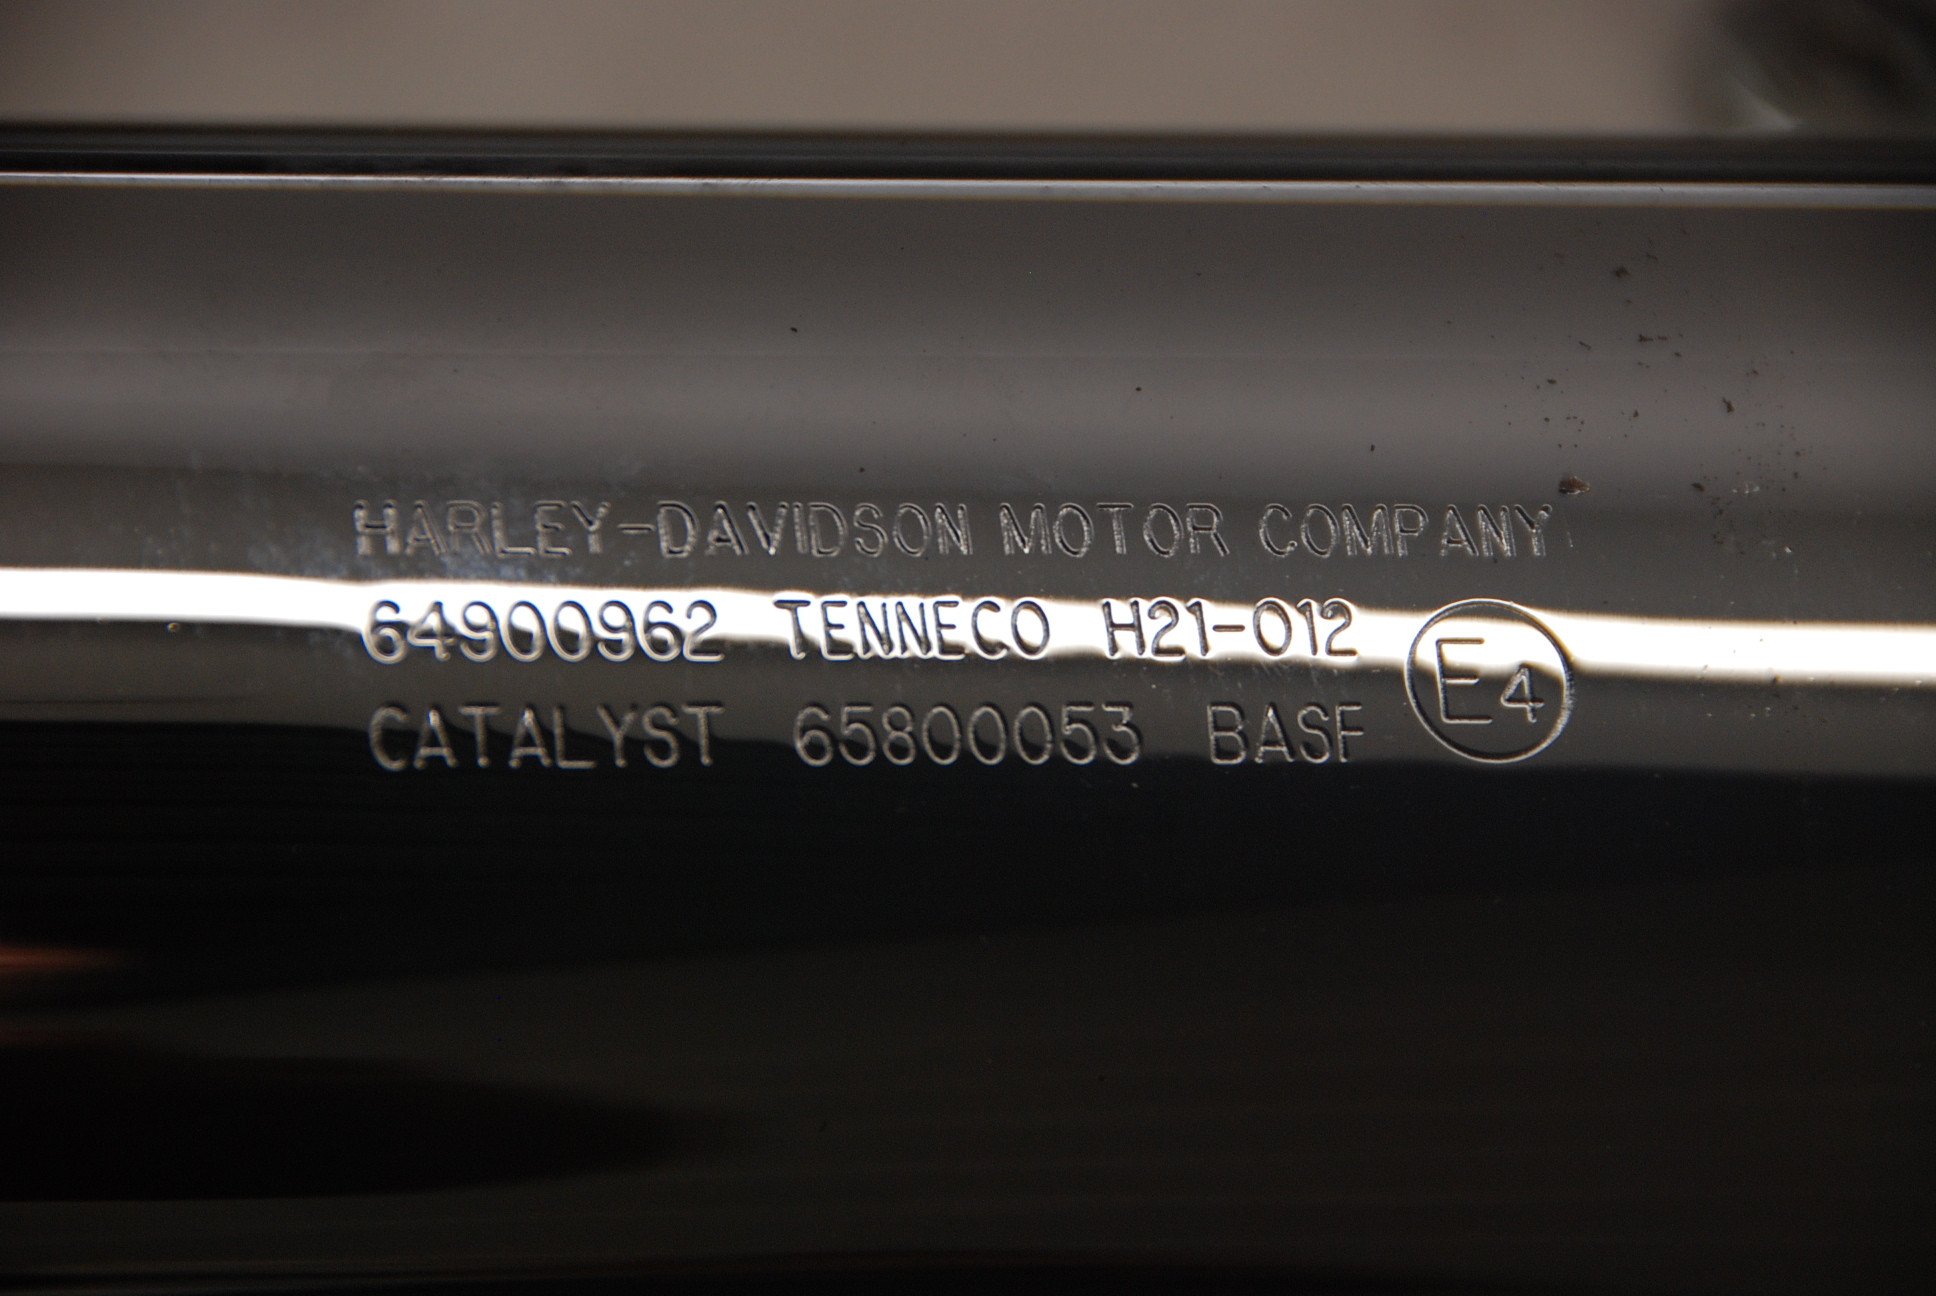 HARLEY-DAVIDSON MOTOR COMPANY
64900962 TENNECO H21-012
CATALYST 65800053 BASF
E4